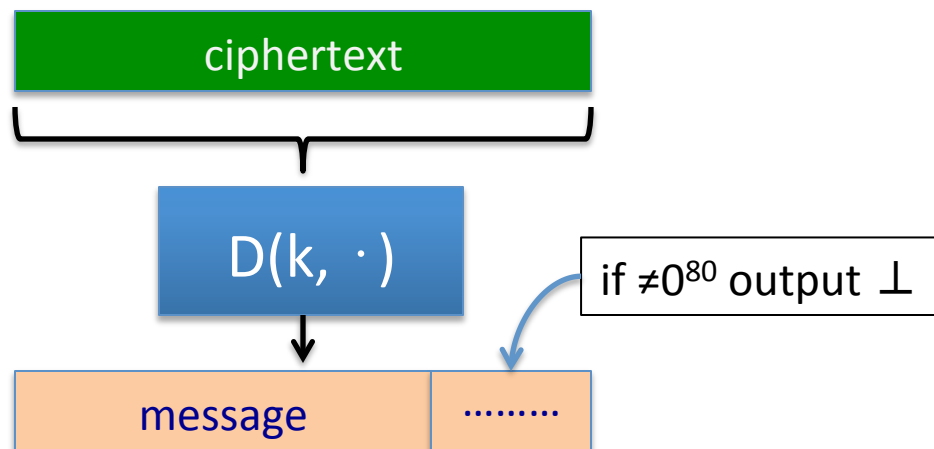 ciphertext
D(k, ·)
if ≠0⁸⁰ output ⊥
message
………